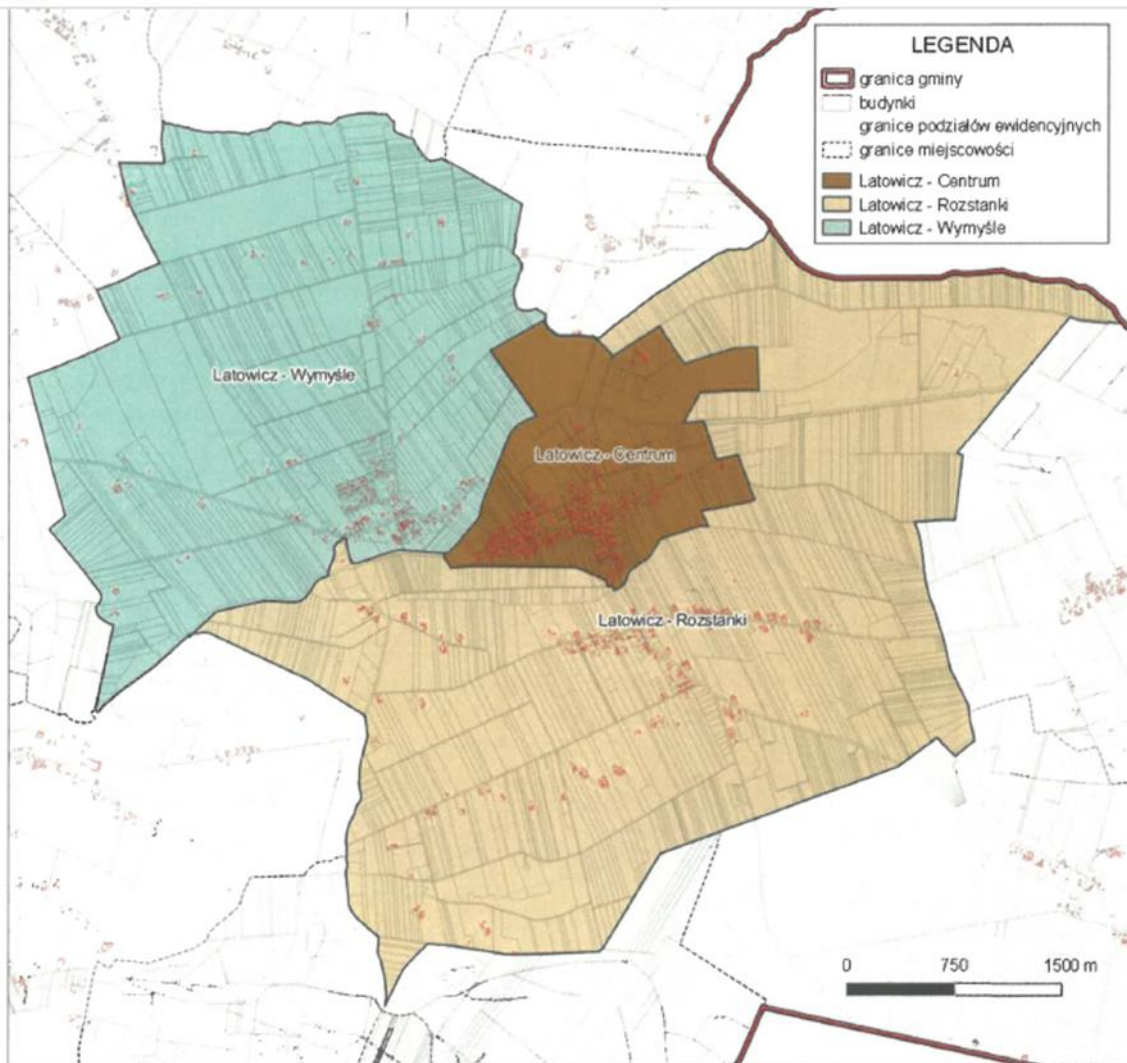 LEGENDA
granica gminy
budynki
granice podziałów ewidencyjnych
granice miejscowości
Latowicz - Centrum
Latowicz - Rozstanki
Latowicz - Wymyśle
Latowicz - Wymyśle
Latowicz - Centrum
Latowicz - Rozstanki
0 750 1500 m